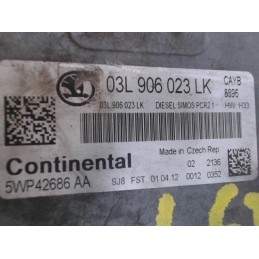 03L 906 023 LK
CAYB
8896
03L 906 023 LK DIESEL SIMOS PCR2 1 HW: H33
Continental
Made in Czech Rep.
02 2136
5WP42686 AA SJ8 FST 01.04.12 0012 0352